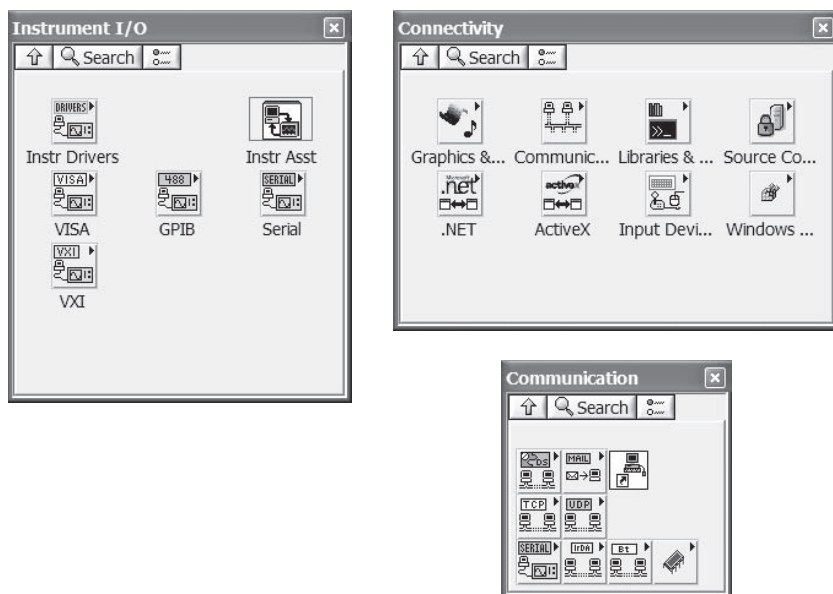 Instrument I/O
Search
DRIVERS
Instr Drivers
Instr Asst
VISA
488
SERIAL
VISA
GPIB
Serial
VXI
VXI
Connectivity
Search
Graphics &...
Communic...
Libraries & ...
Source Co...
Microsoft
.net
activex
.NET
ActiveX
Input Devi...
Windows ...
Communication
Search
DS
MAIL
TCP
UDP
SERIAL
IrDA
Bt